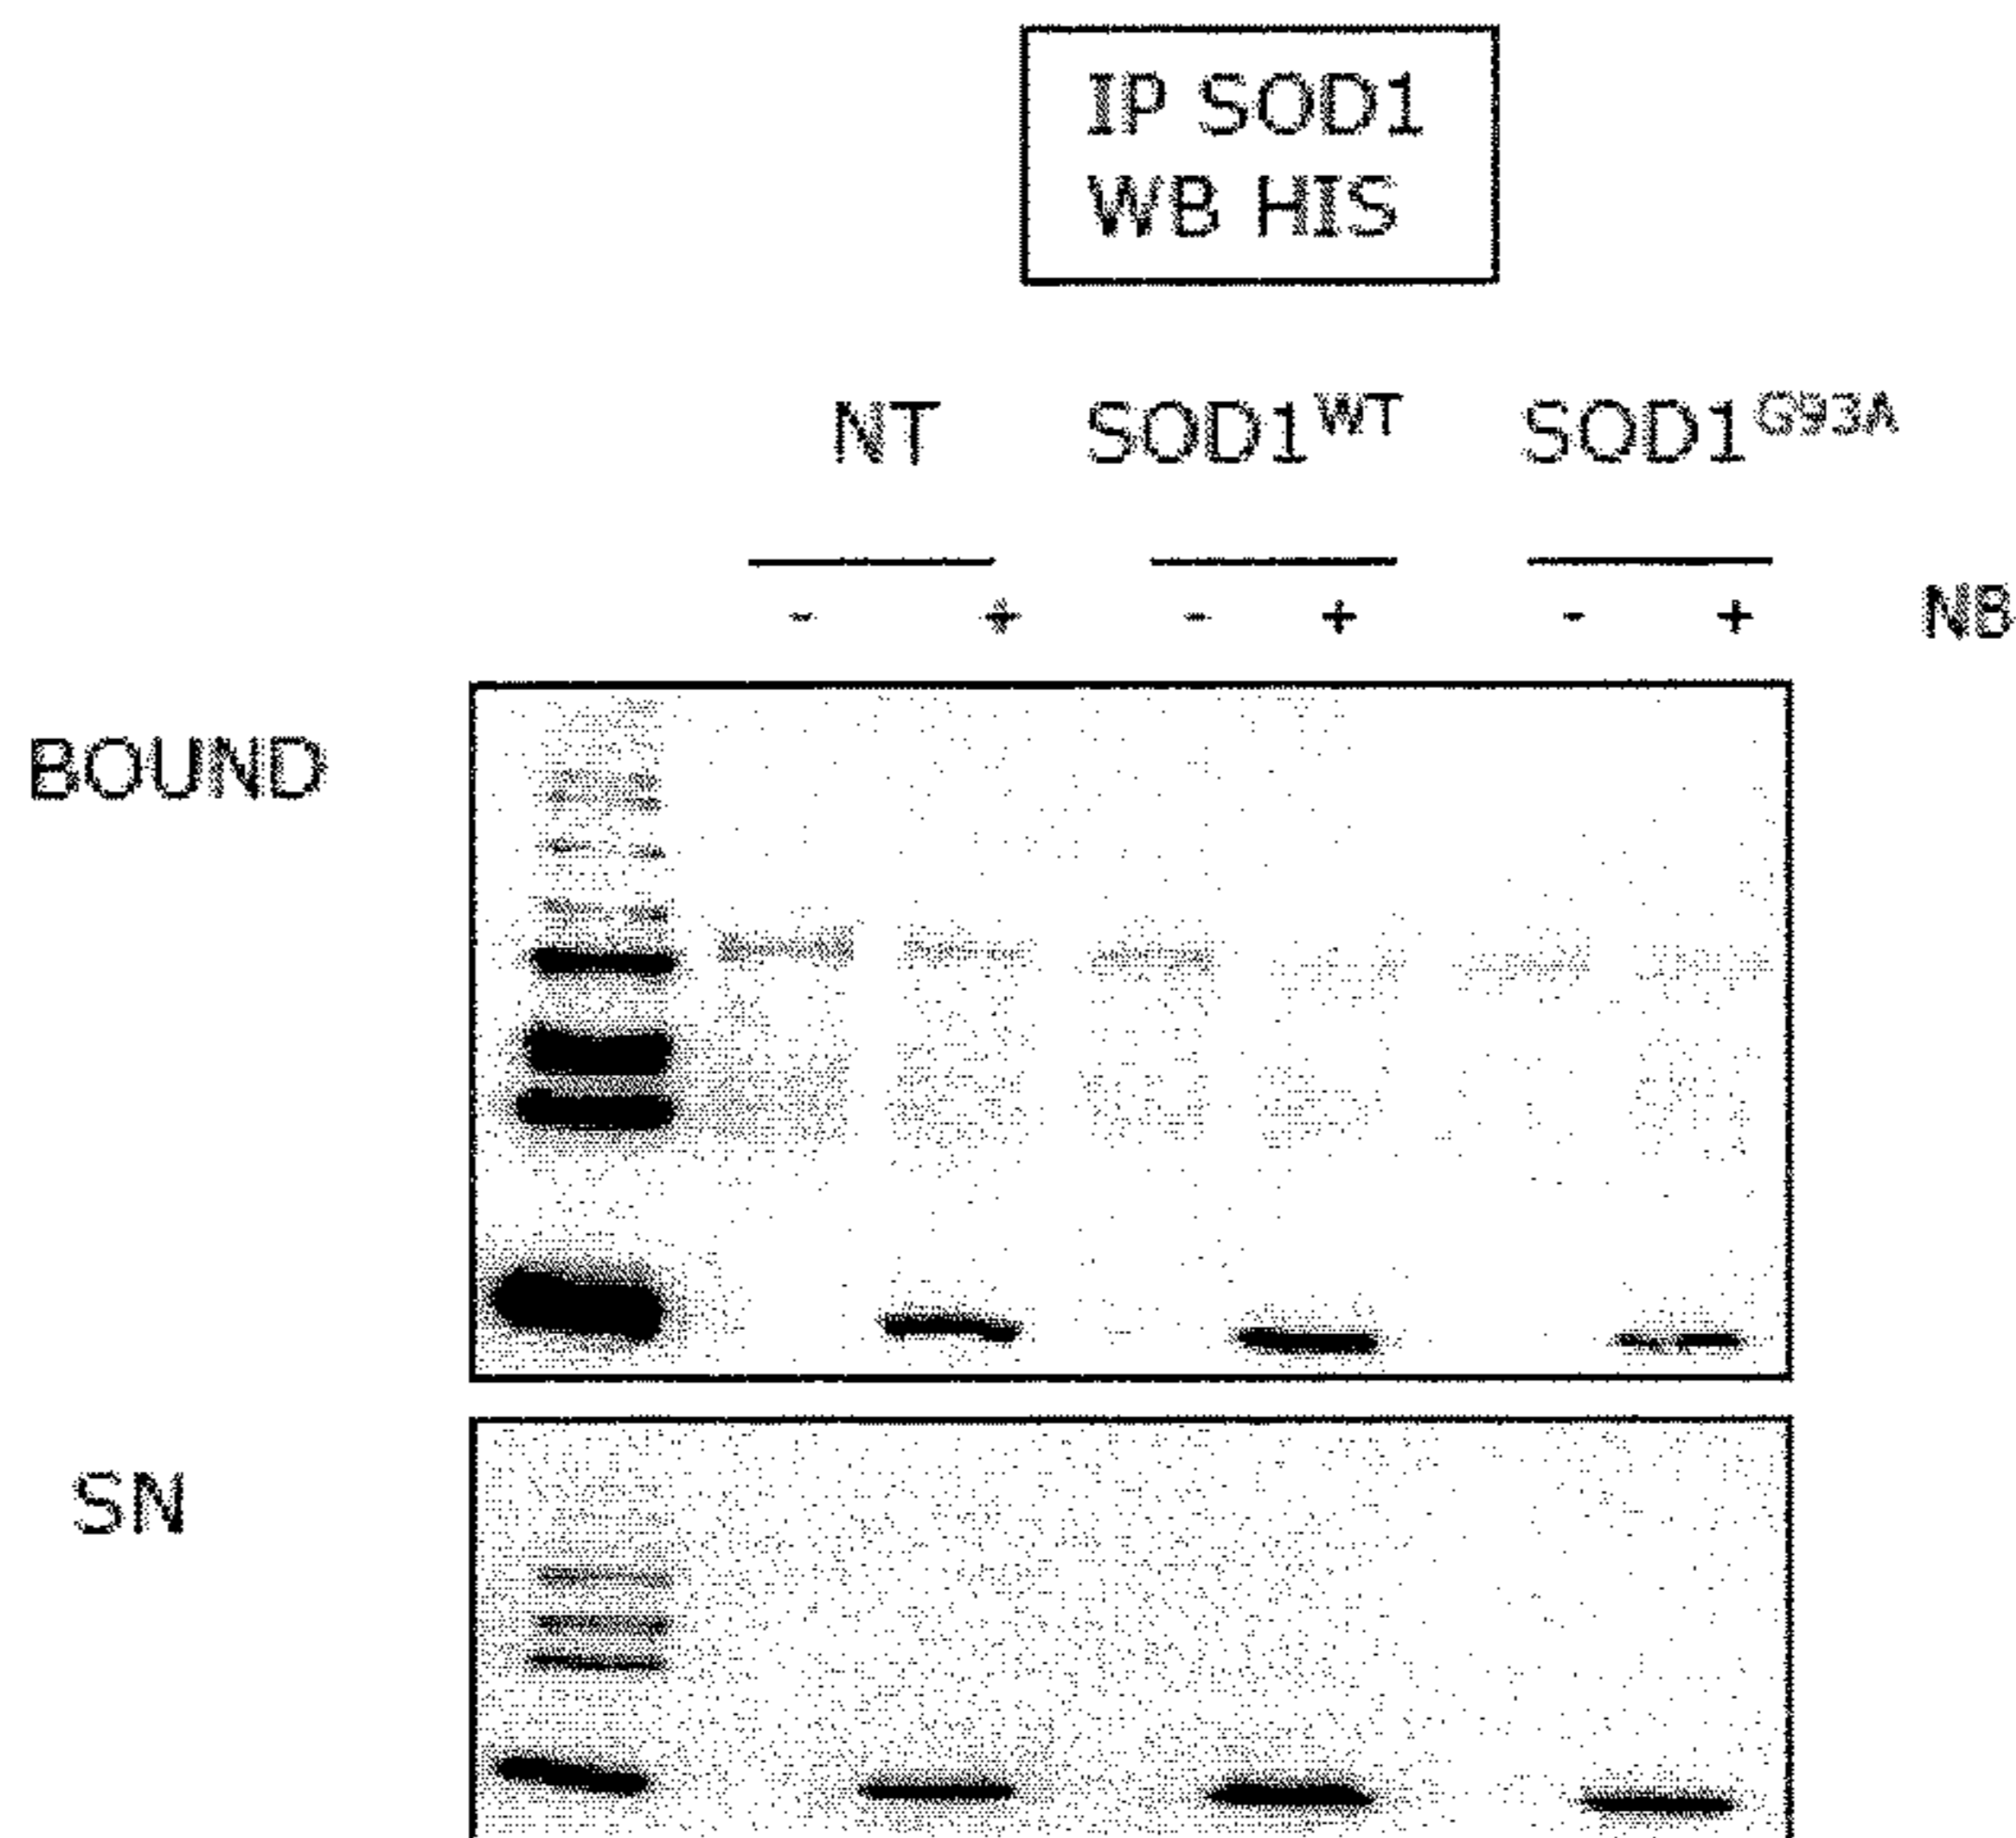 IP SOD1
WB HIS
NT SOD1^WT SOD1^G93A
- + - + - + NB
BOUND
SN